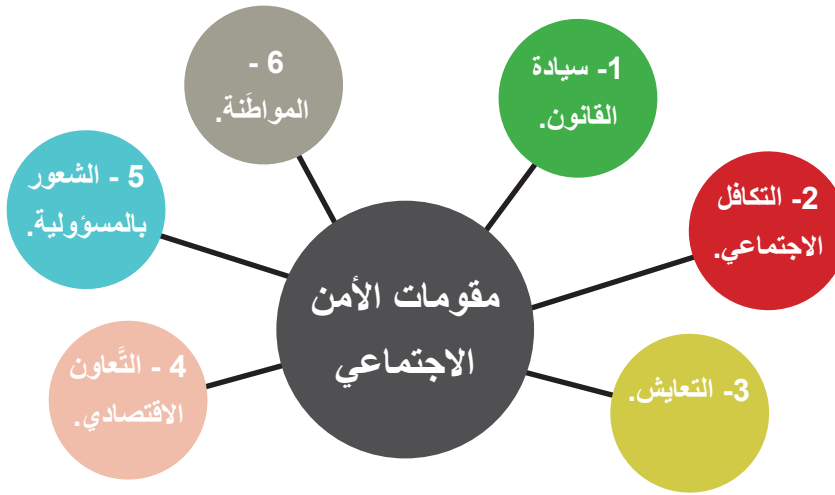 مقومات الأمن
الاجتماعي
1- سيادة
القانون.
2- التكافل
الاجتماعي.
3- التعايش.
4 - التَّعاون
الاقتصادي.
5 - الشعور
بالمسؤولية.
6 -
المواطَنة.